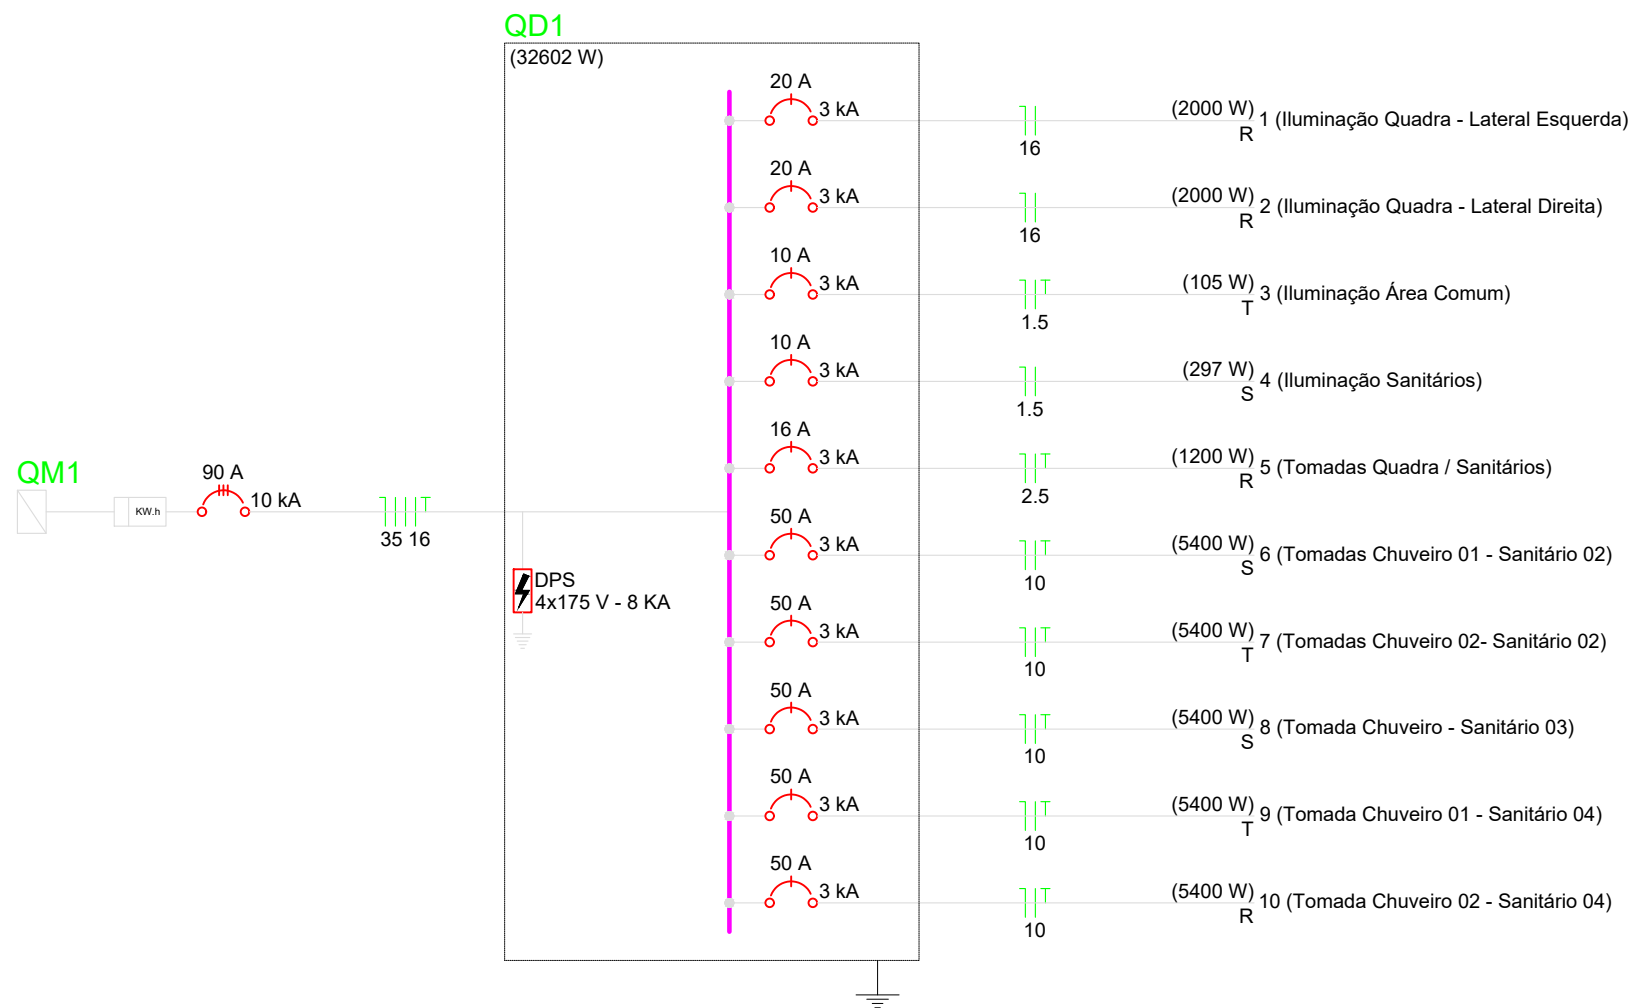 QD1
(32602 W)
20 A
3 kA
16
(2000 W)
R
1 (Iluminação Quadra - Lateral Esquerda)
20 A
3 kA
16
(2000 W)
R
2 (Iluminação Quadra - Lateral Direita)
10 A
3 kA
1.5
(105 W)
T
3 (Iluminação Área Comum)
10 A
3 kA
1.5
(297 W)
S
4 (Iluminação Sanitários)
16 A
3 kA
2.5
(1200 W)
R
5 (Tomadas Quadra / Sanitários)
QM1
KW.h
90 A
10 kA
35 16
DPS
4x175 V - 8 KA
50 A
3 kA
10
(5400 W)
S
6 (Tomadas Chuveiro 01 - Sanitário 02)
50 A
3 kA
10
(5400 W)
T
7 (Tomadas Chuveiro 02- Sanitário 02)
50 A
3 kA
10
(5400 W)
S
8 (Tomada Chuveiro - Sanitário 03)
50 A
3 kA
10
(5400 W)
T
9 (Tomada Chuveiro 01 - Sanitário 04)
50 A
3 kA
10
(5400 W)
R
10 (Tomada Chuveiro 02 - Sanitário 04)